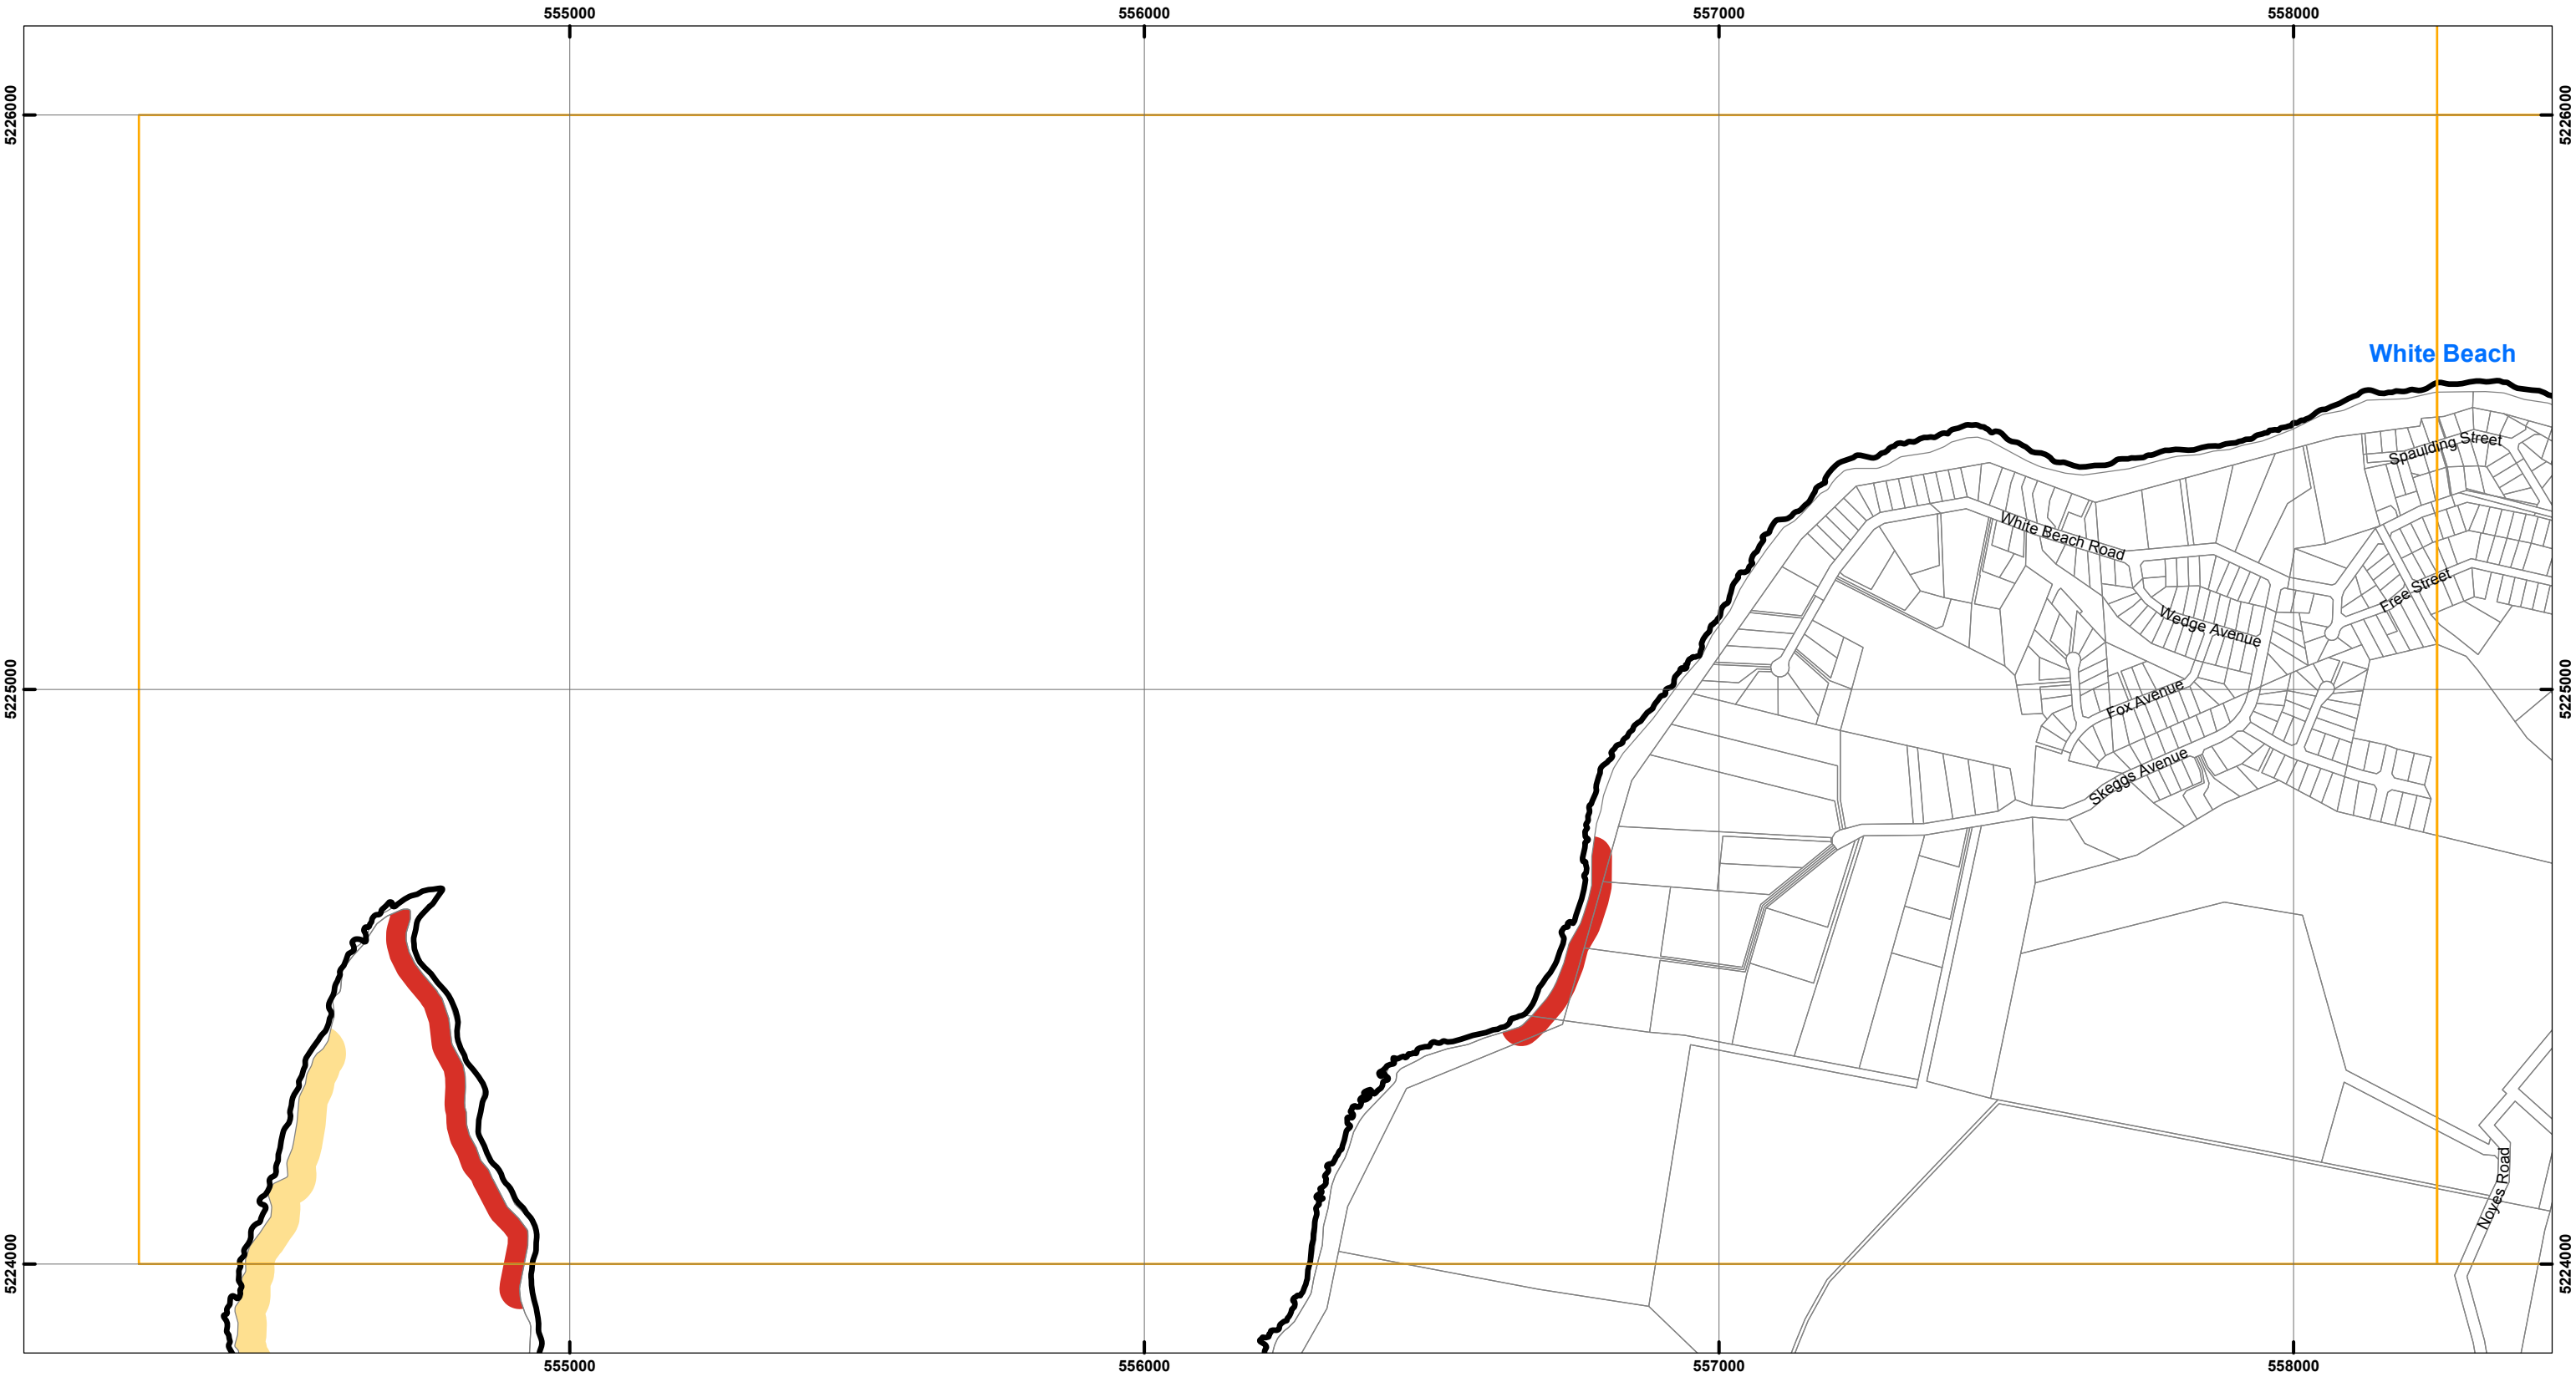 555000 556000 557000 558000
5226000
5226000
White Beach
Spaulding Street
White Beach Road
Free Street
Wedge Avenue
5225000
5225000
Fox Avenue
Skeggs Avenue
Noyes Road
5224000
5224000
555000 556000 557000 558000